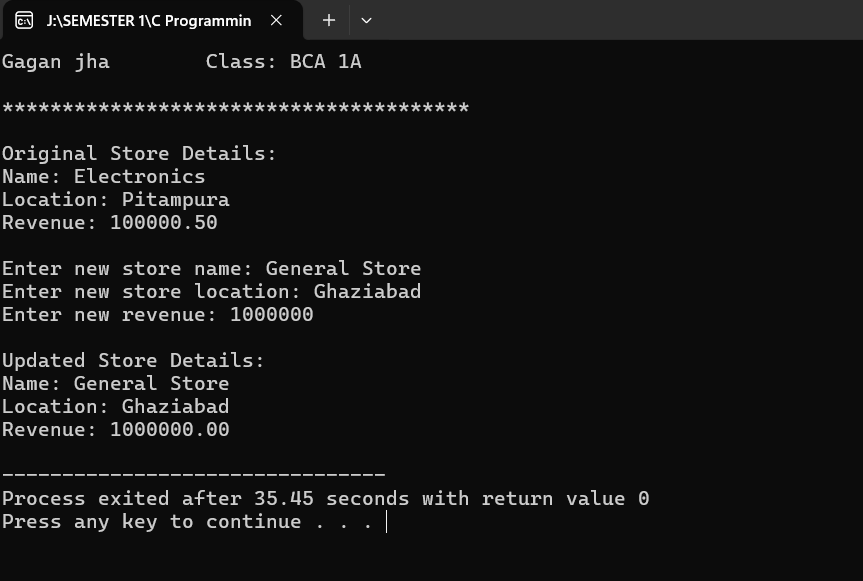 J:\SEMESTER 1\C Programmin
Gagan jha        Class: BCA 1A
***************************************
Original Store Details:
Name: Electronics
Location: Pitampura
Revenue: 100000.50
Enter new store name: General Store
Enter new store location: Ghaziabad
Enter new revenue: 1000000
Updated Store Details:
Name: General Store
Location: Ghaziabad
Revenue: 1000000.00
--------------------------------
Process exited after 35.45 seconds with return value 0
Press any key to continue . . .